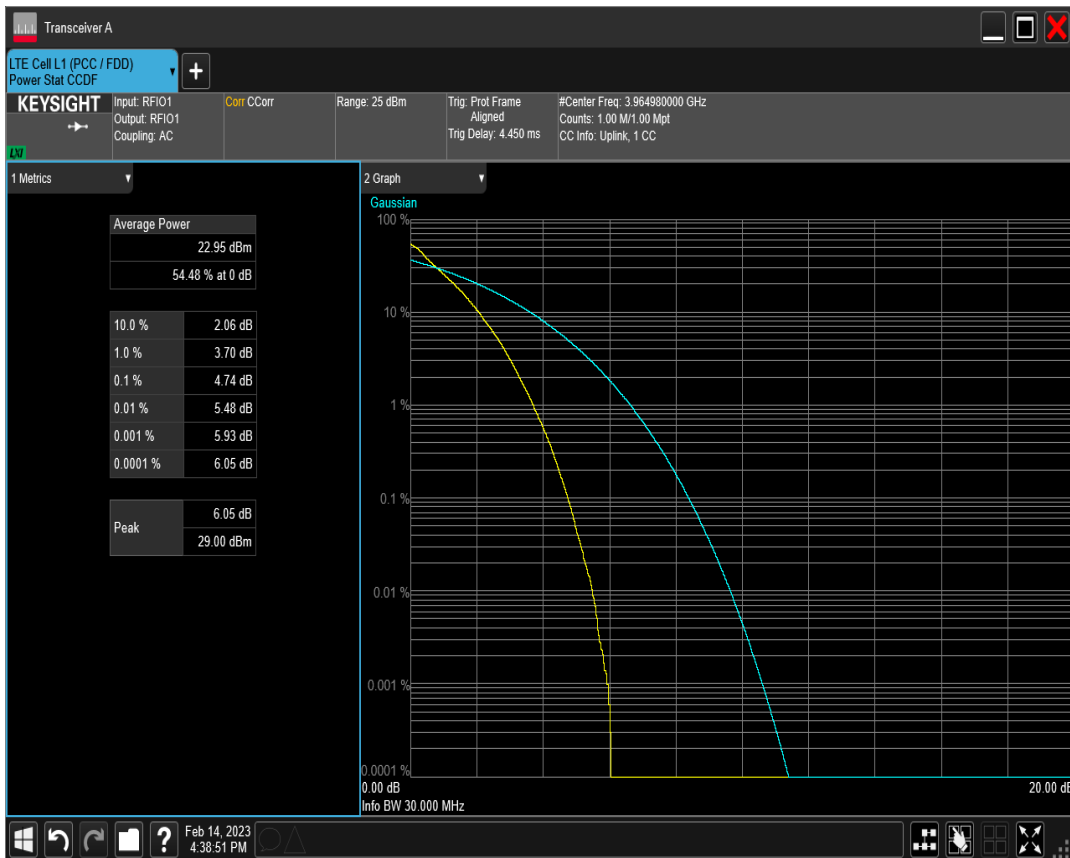 Transceiver A
LTE Cell L1 (PCC / FDD)
Power Stat CCDF
KEYSIGHT
LXI
Input: RFIO1
Output: RFIO1
Coupling: AC
Corr CCorr
Range: 25 dBm
Trig: Prot Frame
Aligned
Trig Delay: 4.450 ms
#Center Freq: 3.964980000 GHz
Counts: 1.00 M/1.00 Mpt
CC Info: Uplink, 1 CC
1 Metrics
Average Power
22.95 dBm
54.48 % at 0 dB
10.0 % 2.06 dB
1.0 % 3.70 dB
0.1 % 4.74 dB
0.01 % 5.48 dB
0.001 % 5.93 dB
0.0001 % 6.05 dB
Peak
6.05 dB
29.00 dBm
2 Graph
Gaussian
100 %
10 %
1 %
0.1 %
0.01 %
0.001 %
0.0001 %
0.00 dB 20.00 dB
Info BW 30.000 MHz
Feb 14, 2023
4:38:51 PM